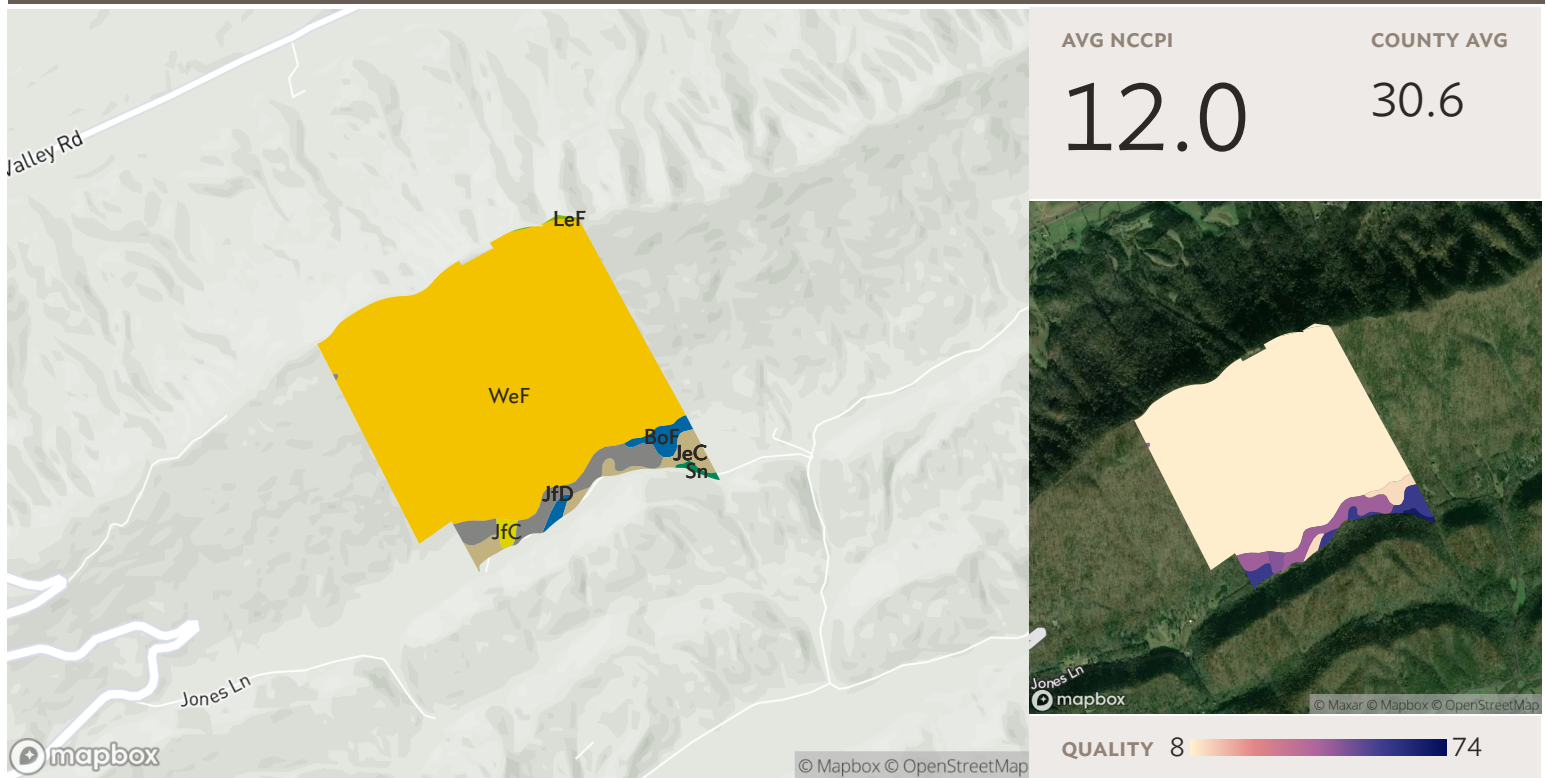 Valley Rd
LeF
WeF
BoF
JeC
Sn
JfD
JfC
Jones Ln
mapbox
© Mapbox © OpenStreetMap
AVG NCCPI
COUNTY AVG
12.0
30.6
Jones Ln
mapbox
© Maxar © Mapbox © OpenStreetMap
QUALITY 8 74